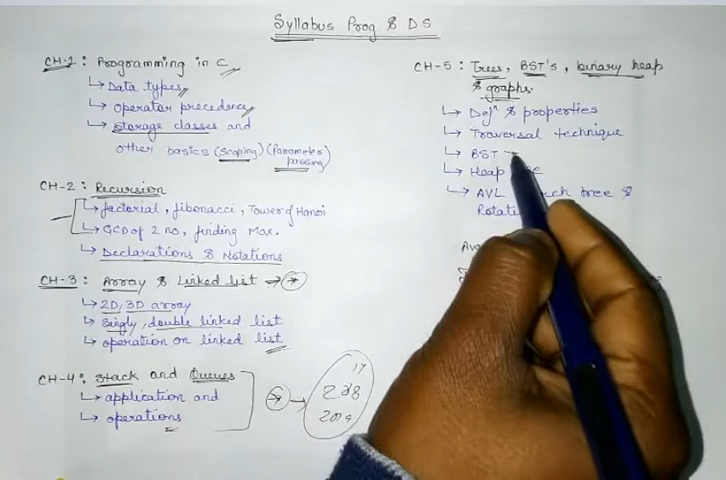 Syllabus Prog & DS
CH-1 : Programming in C
↳ Data types
↳ operator precedence
↳ storage classes and
other basics (Scoping) (Parameter passing)
CH-2 : Recursion
↳ factorial, fibonacci, Tower of Hanoi
↳ GCD of 2 no, finding Max.
↳ Declarations & Notations
CH-3 : Array & Linked list → *
↳ 2D, 3D array
↳ Singly, double linked list
↳ operation on linked list
CH-4 : Stack and Queues
↳ application and
↳ operations
17
2018
2019
CH-5 : Trees, BST's, binary heap
& graphs.
↳ Defⁿ & properties
↳ Traversal technique
↳ BST
↳ Heap
↳ AVL tree &